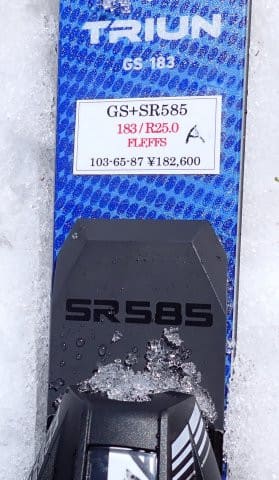 TRIUN
GS 183
GS+SR585
183/R25.0
FLEFFS
A
103-65-87 ¥182,600
SR585